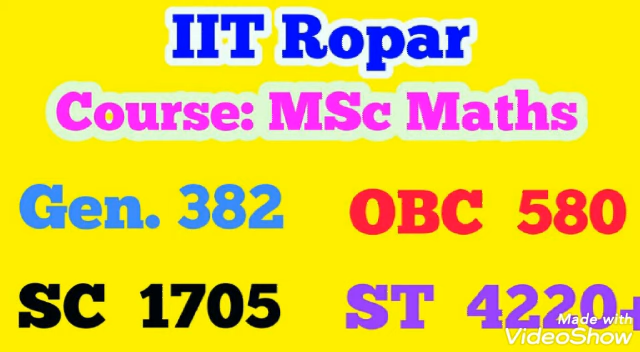 IIT Ropar
Course: MSc Maths
Gen. 382 OBC 580
SC 1705 ST 4220+
Made with
VideoShow